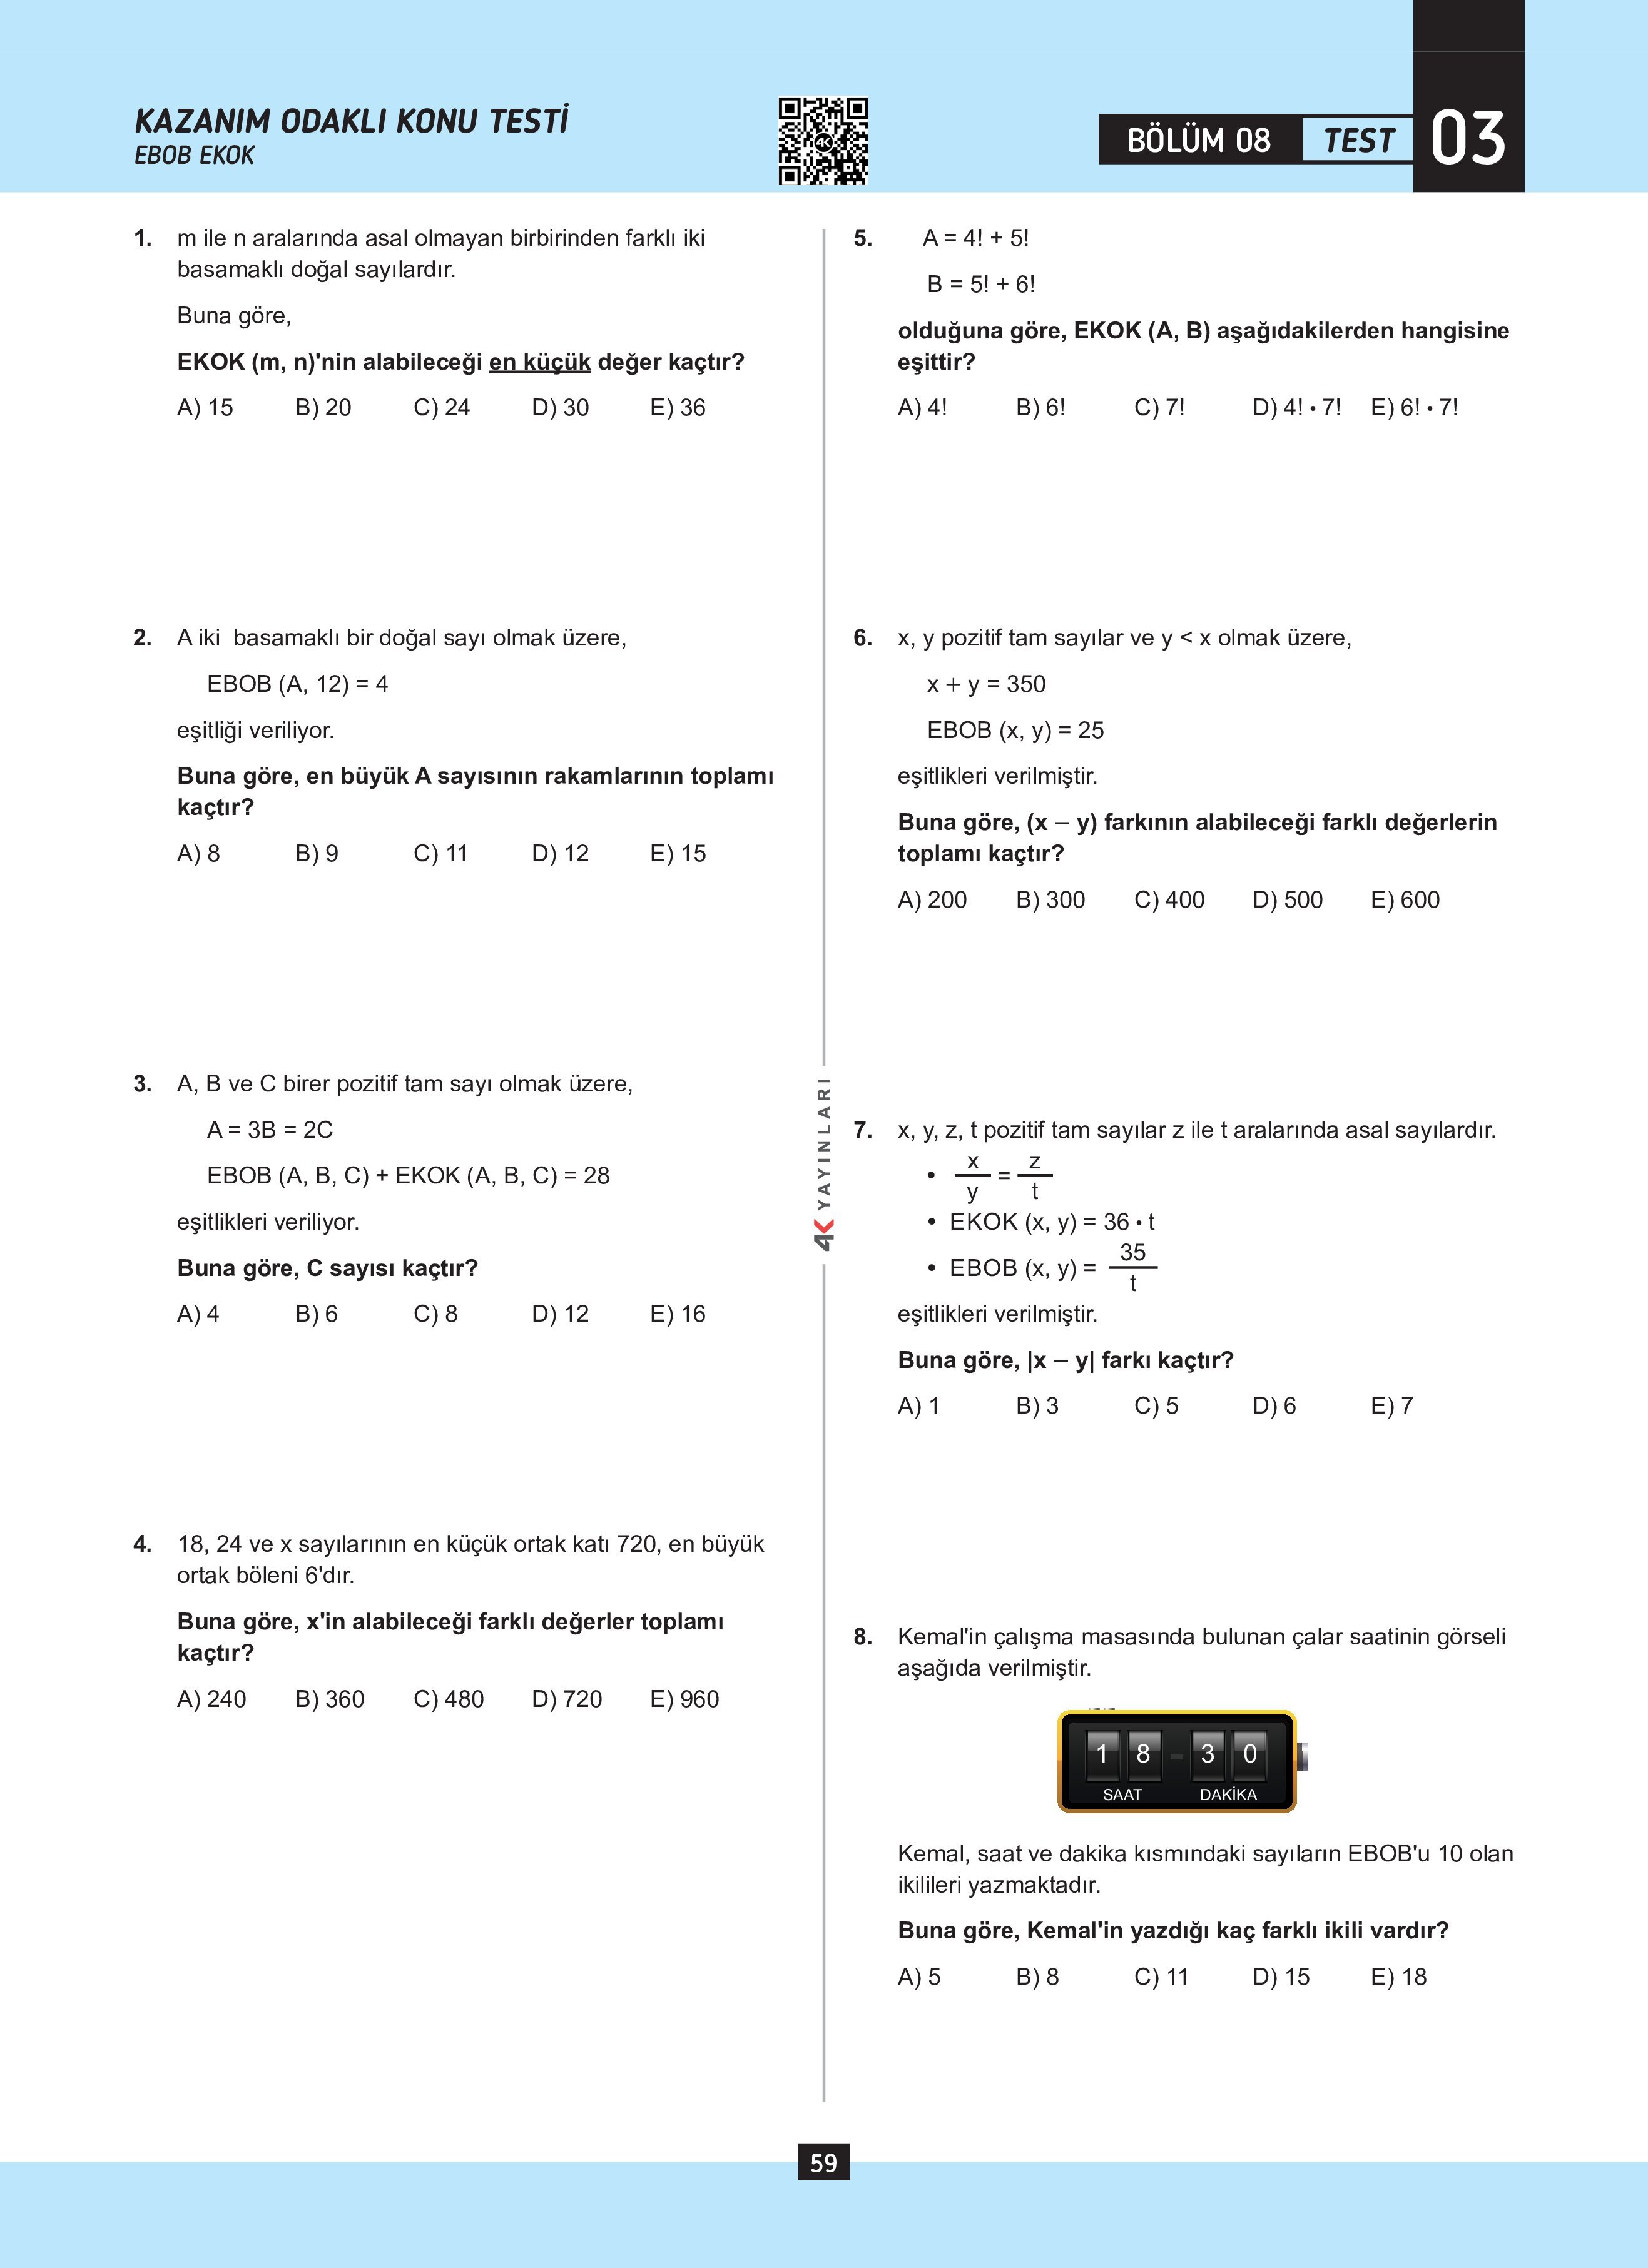 KAZANIM ODAKLI KONU TESTİ
EBOB EKOK
4K
BÖLÜM 08
TEST
03
1. m ile n aralarında asal olmayan birbirinden farklı iki
basamaklı doğal sayılardır.
Buna göre,
EKOK (m, n)'nin alabileceği en küçük değer kaçtır?
A) 15 B) 20 C) 24 D) 30 E) 36
2. A iki basamaklı bir doğal sayı olmak üzere,
EBOB (A, 12) = 4
eşitliği veriliyor.
Buna göre, en büyük A sayısının rakamlarının toplamı
kaçtır?
A) 8 B) 9 C) 11 D) 12 E) 15
3. A, B ve C birer pozitif tam sayı olmak üzere,
A = 3B = 2C
EBOB (A, B, C) + EKOK (A, B, C) = 28
eşitlikleri veriliyor.
Buna göre, C sayısı kaçtır?
A) 4 B) 6 C) 8 D) 12 E) 16
4. 18, 24 ve x sayılarının en küçük ortak katı 720, en büyük
ortak böleni 6'dır.
Buna göre, x'in alabileceği farklı değerler toplamı
kaçtır?
A) 240 B) 360 C) 480 D) 720 E) 960
4K YAYINLARI
5. A = 4! + 5!
B = 5! + 6!
olduğuna göre, EKOK (A, B) aşağıdakilerden hangisine
eşittir?
A) 4! B) 6! C) 7! D) 4! • 7! E) 6! • 7!
6. x, y pozitif tam sayılar ve y < x olmak üzere,
x + y = 350
EBOB (x, y) = 25
eşitlikleri verilmiştir.
Buna göre, (x – y) farkının alabileceği farklı değerlerin
toplamı kaçtır?
A) 200 B) 300 C) 400 D) 500 E) 600
7. x, y, z, t pozitif tam sayılar z ile t aralarında asal sayılardır.
• x/y = z/t
• EKOK (x, y) = 36 • t
• EBOB (x, y) = 35/t
eşitlikleri verilmiştir.
Buna göre, |x – y| farkı kaçtır?
A) 1 B) 3 C) 5 D) 6 E) 7
8. Kemal'in çalışma masasında bulunan çalar saatinin görseli
aşağıda verilmiştir.
1 8 - 3 0
SAAT DAKİKA
Kemal, saat ve dakika kısmındaki sayıların EBOB'u 10 olan
ikilileri yazmaktadır.
Buna göre, Kemal'in yazdığı kaç farklı ikili vardır?
A) 5 B) 8 C) 11 D) 15 E) 18
59